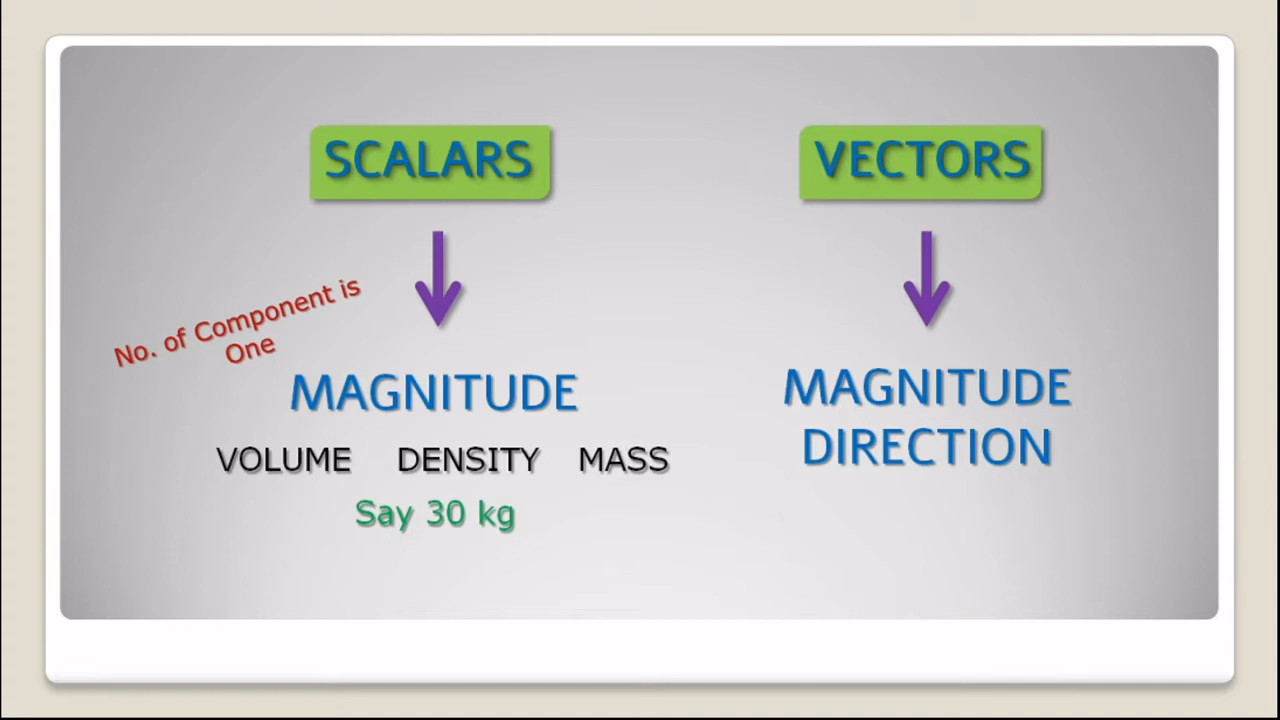 SCALARS
VECTORS
No. of Component is
One
MAGNITUDE
VOLUME DENSITY MASS
Say 30 kg
MAGNITUDE
DIRECTION